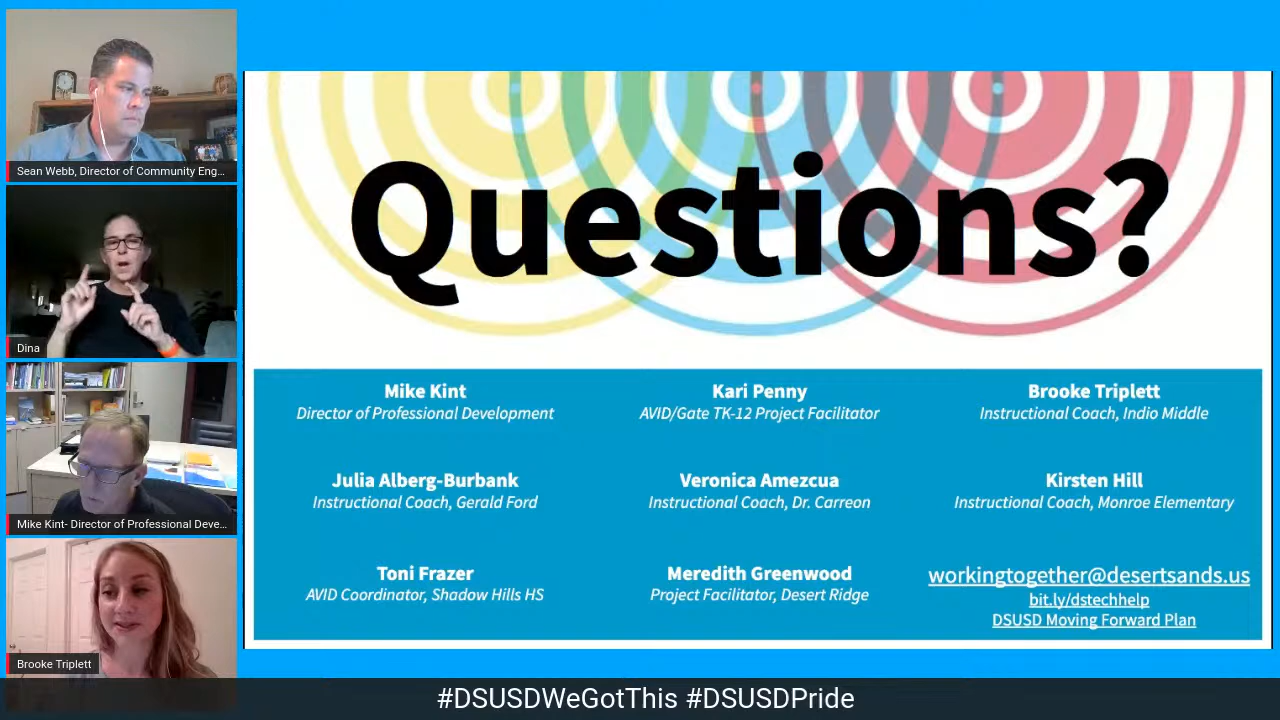 Sean Webb, Director of Community Eng...
Dina
Mike Kint- Director of Professional Deve...
Brooke Triplett
Questions?
Mike Kint
Director of Professional Development
Kari Penny
AVID/Gate TK-12 Project Facilitator
Brooke Triplett
Instructional Coach, Indio Middle
Julia Alberg-Burbank
Instructional Coach, Gerald Ford
Veronica Amezcua
Instructional Coach, Dr. Carreon
Kirsten Hill
Instructional Coach, Monroe Elementary
Toni Frazer
AVID Coordinator, Shadow Hills HS
Meredith Greenwood
Project Facilitator, Desert Ridge
workingtogether@desertsands.us
bit.ly/dstechhelp
DSUSD Moving Forward Plan
#DSUSDWeGotThis #DSUSDPride